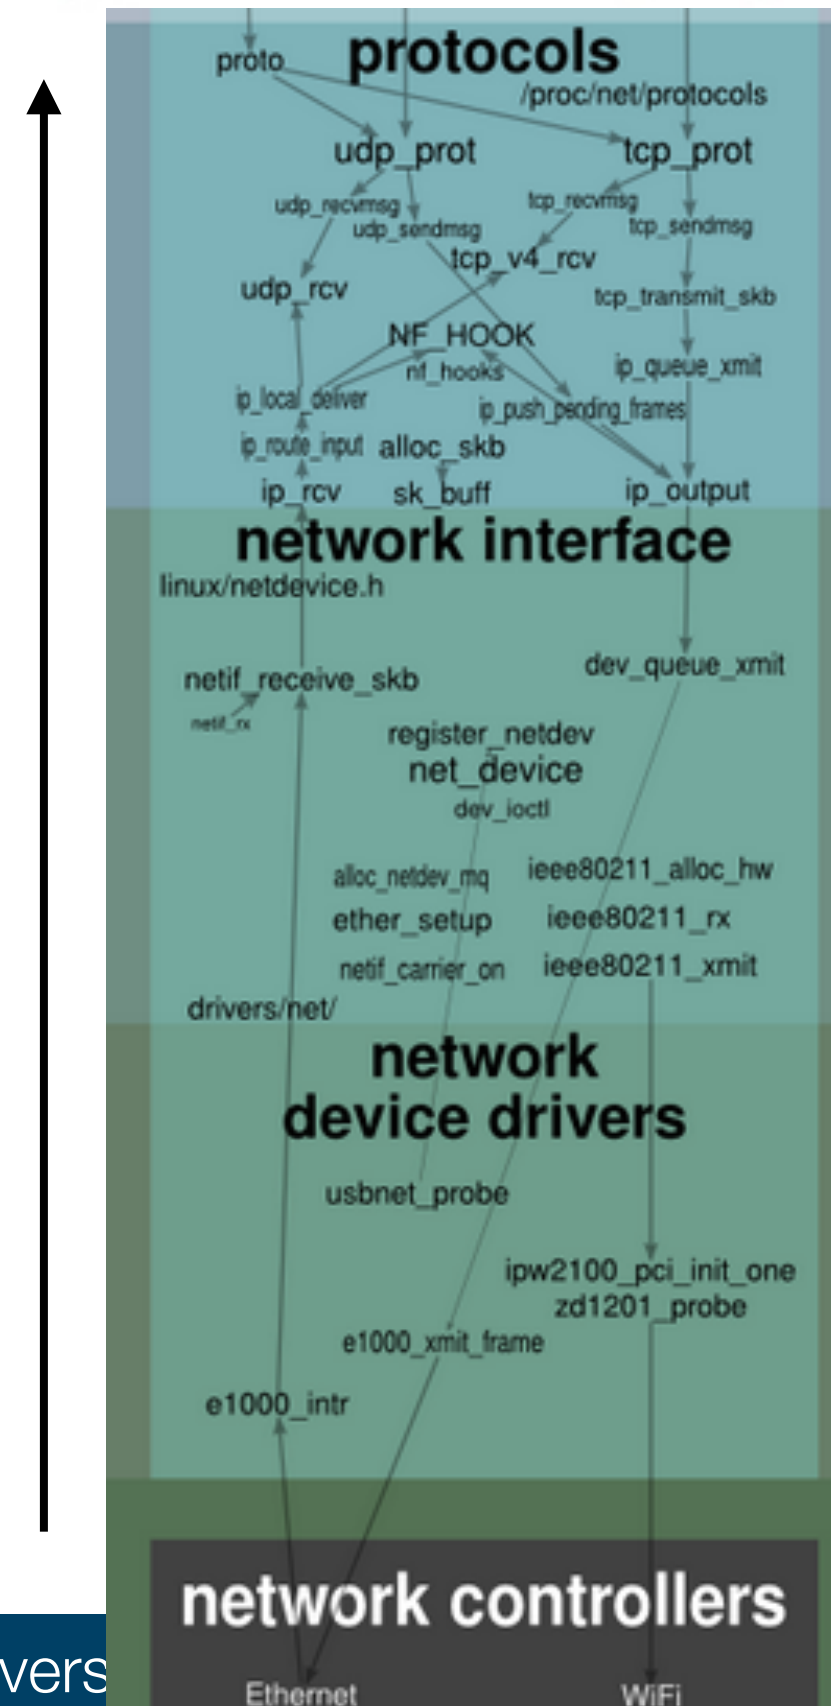 protocols
proto
/proc/net/protocols
udp_prot tcp_prot
udp_recvmsg tcp_recvmsg
udp_sendmsg tcp_sendmsg
tcp_v4_rcv
udp_rcv tcp_transmit_skb
NF_HOOK
nf_hooks ip_queue_xmit
ip_local_deliver ip_push_pending_frames
ip_route_input alloc_skb
ip_rcv sk_buff ip_output
network interface
linux/netdevice.h
netif_receive_skb dev_queue_xmit
netif_rx
register_netdev
net_device
dev_ioctl
alloc_netdev_mq ieee80211_alloc_hw
ether_setup ieee80211_rx
netif_carrier_on ieee80211_xmit
drivers/net/
network
device drivers
usbnet_probe
ipw2100_pci_init_one
zd1201_probe
e1000_xmit_frame
e1000_intr
network controllers
vers
Ethernet WiFi